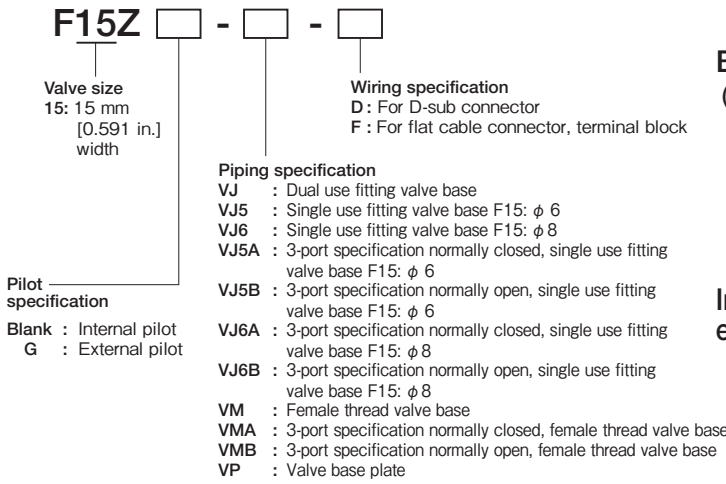 F15Z - -
Valve size
15: 15 mm
[0.591 in.]
width
Wiring specification
D : For D-sub connector
F : For flat cable connector, terminal block
Piping specification
VJ : Dual use fitting valve base
VJ5 : Single use fitting valve base F15: φ 6
VJ6 : Single use fitting valve base F15: φ 8
VJ5A : 3-port specification normally closed, single use fitting
valve base F15: φ 6
VJ5B : 3-port specification normally open, single use fitting
valve base F15: φ 6
VJ6A : 3-port specification normally closed, single use fitting
valve base F15: φ 8
VJ6B : 3-port specification normally open, single use fitting
valve base F15: φ 8
VM : Female thread valve base
VMA : 3-port specification normally closed, female thread valve base
VMB : 3-port specification normally open, female thread valve base
VP : Valve base plate
Pilot
specification
Blank : Internal pilot
G : External pilot